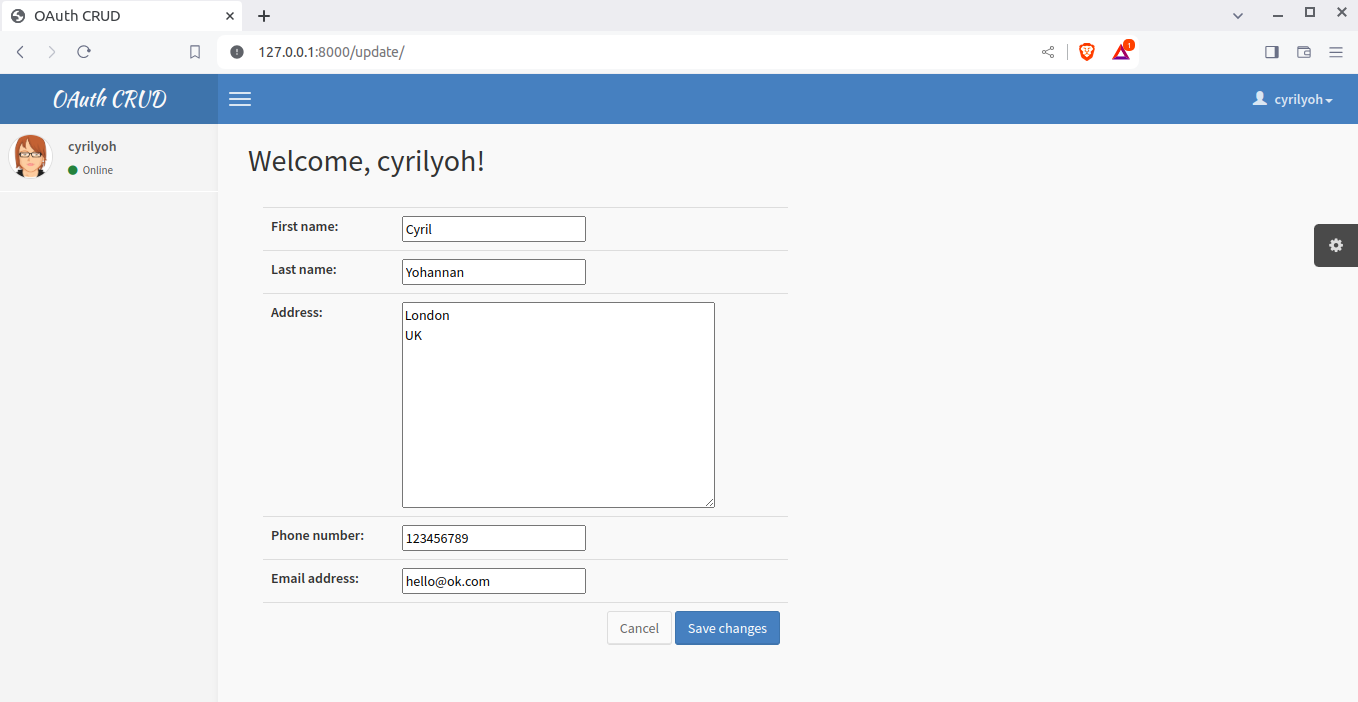 OAuth CRUD
127.0.0.1:8000/update/
1
OAuth CRUD
cyrilyoh
cyrilyoh
Online
Welcome, cyrilyoh!
First name:
Cyril
Last name:
Yohannan
Address:
London
UK
Phone number:
123456789
Email address:
hello@ok.com
Cancel
Save changes